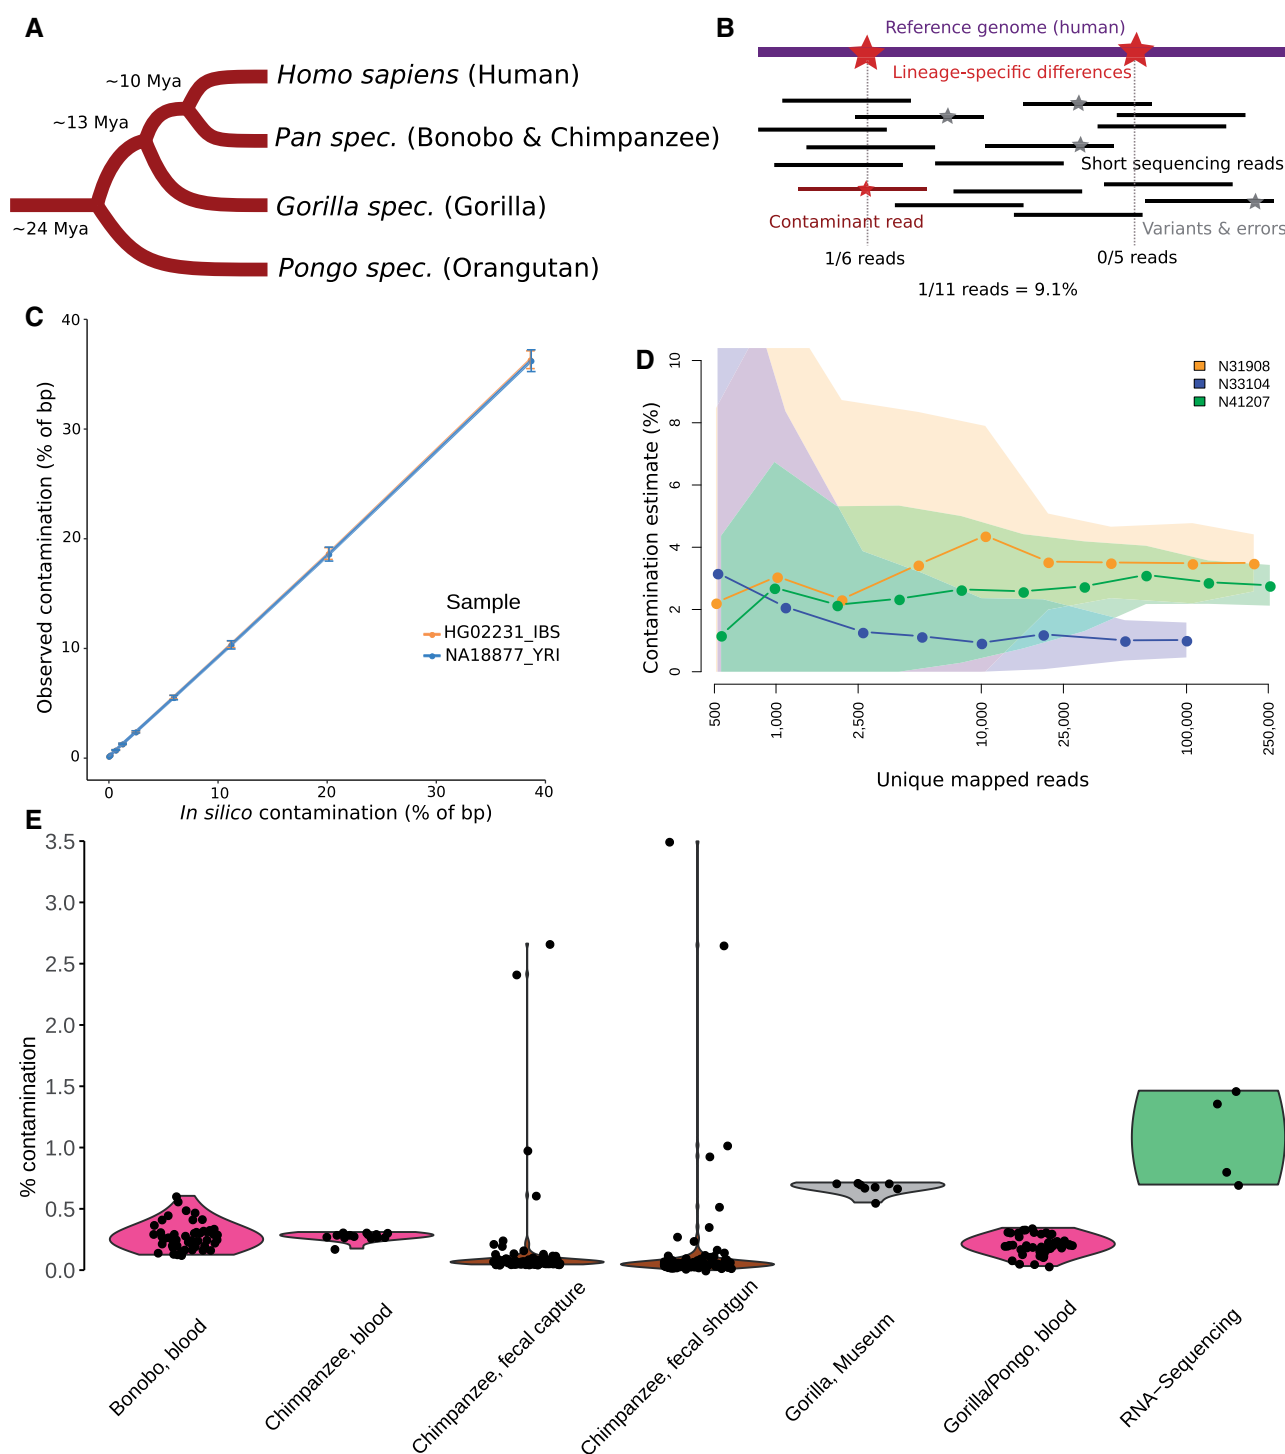 A
~10 Mya
Homo sapiens (Human)
~13 Mya
Pan spec. (Bonobo & Chimpanzee)
Gorilla spec. (Gorilla)
~24 Mya
Pongo spec. (Orangutan)
B
Reference genome (human)
Lineage-specific differences
Short sequencing reads
Contaminant read
Variants & errors
1/6 reads
0/5 reads
1/11 reads = 9.1%
C
Observed contamination (% of bp)
40
30
20
10
0
Sample
HG02231_IBS
NA18877_YRI
0 10 20 30 40
In silico contamination (% of bp)
D
Contamination estimate (%)
10
8
6
4
2
0
N31908
N33104
N41207
500 1,000 2,500 10,000 25,000 100,000 250,000
Unique mapped reads
E
% contamination
3.5
3.0
2.5
2.0
1.5
1.0
0.5
0.0
Bonobo, blood
Chimpanzee, blood
Chimpanzee, fecal capture
Chimpanzee, fecal shotgun
Gorilla, Museum
Gorilla/Pongo, blood
RNA−Sequencing